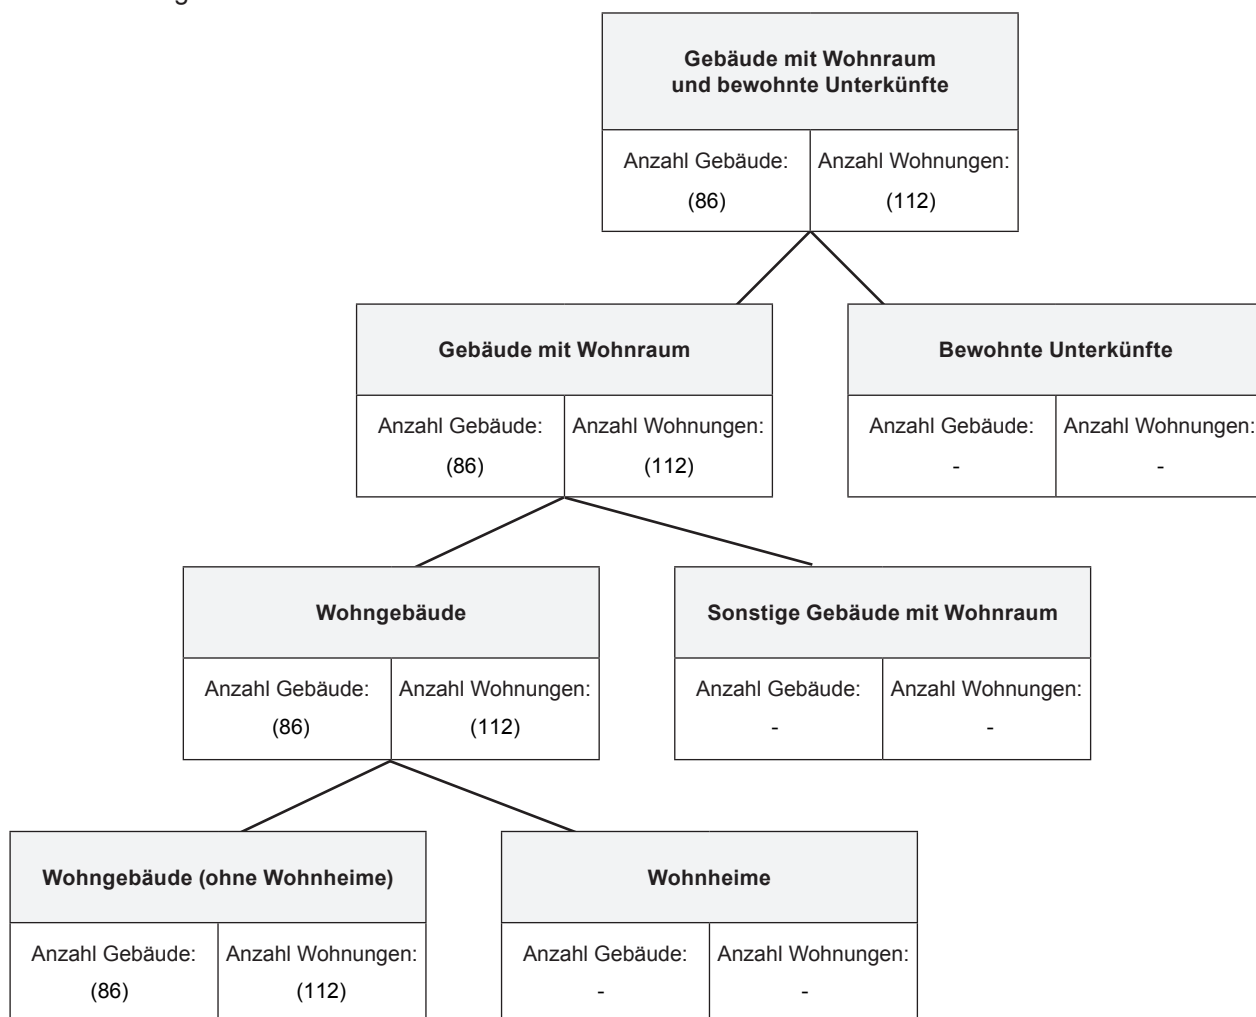 Gebäude mit Wohnraum
und bewohnte Unterkünfte
Anzahl Gebäude: Anzahl Wohnungen:
(86) (112)
Gebäude mit Wohnraum
Anzahl Gebäude: Anzahl Wohnungen:
(86) (112)
Bewohnte Unterkünfte
Anzahl Gebäude: Anzahl Wohnungen:
- -
Wohngebäude
Anzahl Gebäude: Anzahl Wohnungen:
(86) (112)
Sonstige Gebäude mit Wohnraum
Anzahl Gebäude: Anzahl Wohnungen:
- -
Wohngebäude (ohne Wohnheime)
Anzahl Gebäude: Anzahl Wohnungen:
(86) (112)
Wohnheime
Anzahl Gebäude: Anzahl Wohnungen:
- -